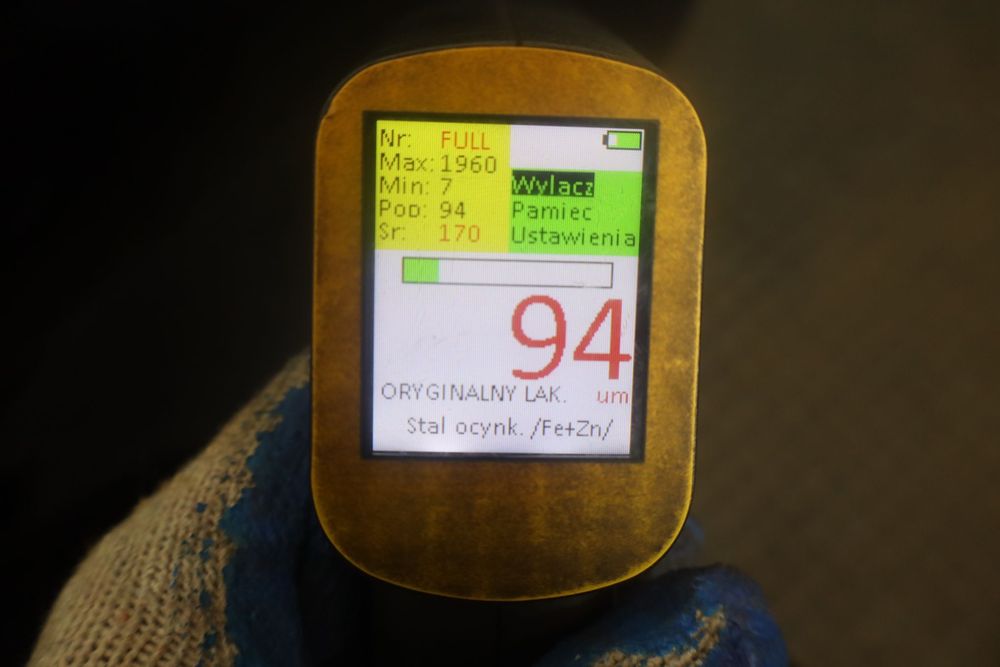 Nr: FULL
Max: 1960
Min: 7
Pop: 94
Sr: 170
Wylacz
Pamiec
Ustawienia
94
ORYGINALNY LAK. um
Stal ocynk. /Fe+Zn/